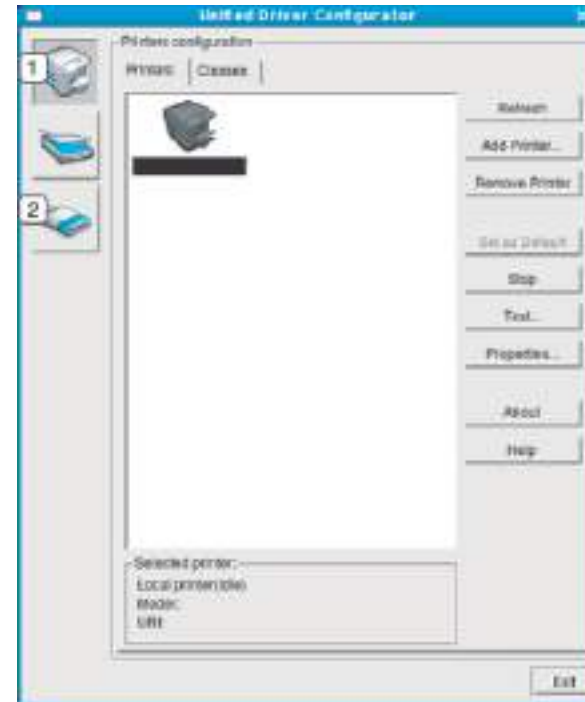 Unified Driver Configurator
Printers configuration
Printers
Classes
1
2
Refresh
Add Printer...
Remove Printer
Set as Default
Stop
Test...
Properties...
About
Help
Selected printer:
Local printer(idle)
Model:
URI:
Exit